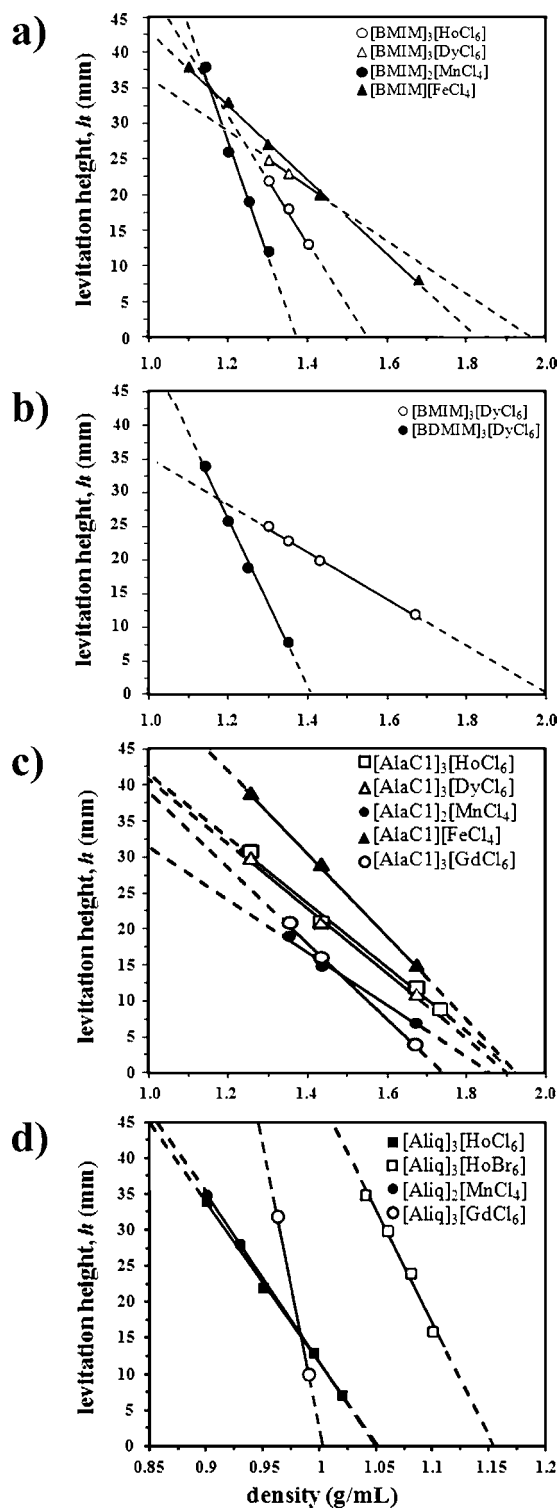 a)
[BMIM]3[HoCl6]
[BMIM]3[DyCl6]
[BMIM]2[MnCl4]
[BMIM][FeCl4]
levitation height, h (mm)
45
40
35
30
25
20
15
10
5
0
1.0 1.2 1.4 1.6 1.8 2.0
b)
[BMIM]3[DyCl6]
[BDMIM]3[DyCl6]
levitation height, h (mm)
45
40
35
30
25
20
15
10
5
0
1.0 1.2 1.4 1.6 1.8 2.0
c)
[AlaC1]3[HoCl6]
[AlaC1]3[DyCl6]
[AlaC1]2[MnCl4]
[AlaC1][FeCl4]
[AlaC1]3[GdCl6]
levitation height, h (mm)
45
40
35
30
25
20
15
10
5
0
1.0 1.2 1.4 1.6 1.8 2.0
d)
[Aliq]3[HoCl6]
[Aliq]3[HoBr6]
[Aliq]2[MnCl4]
[Aliq]3[GdCl6]
levitation height, h (mm)
45
40
35
30
25
20
15
10
5
0
0.85 0.9 0.95 1 1.05 1.1 1.15 1.2
density (g/mL)